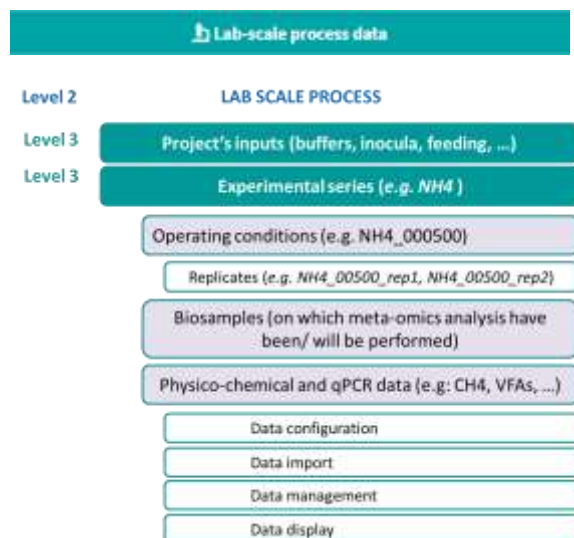 Lab-scale process data
Level 2 LAB SCALE PROCESS
Level 3 Project's inputs (buffers, inocula, feeding, ...)
Level 3 Experimental series (e.g. NH4 )
Operating conditions (e.g. NH4_000500)
Replicates (e.g. NH4_00500_rep1, NH4_00500_rep2)
Biosamples (on which meta-omics analysis have
been/ will be performed)
Physico-chemical and qPCR data (e.g: CH4, VFAs, ...)
Data configuration
Data import
Data management
Data display